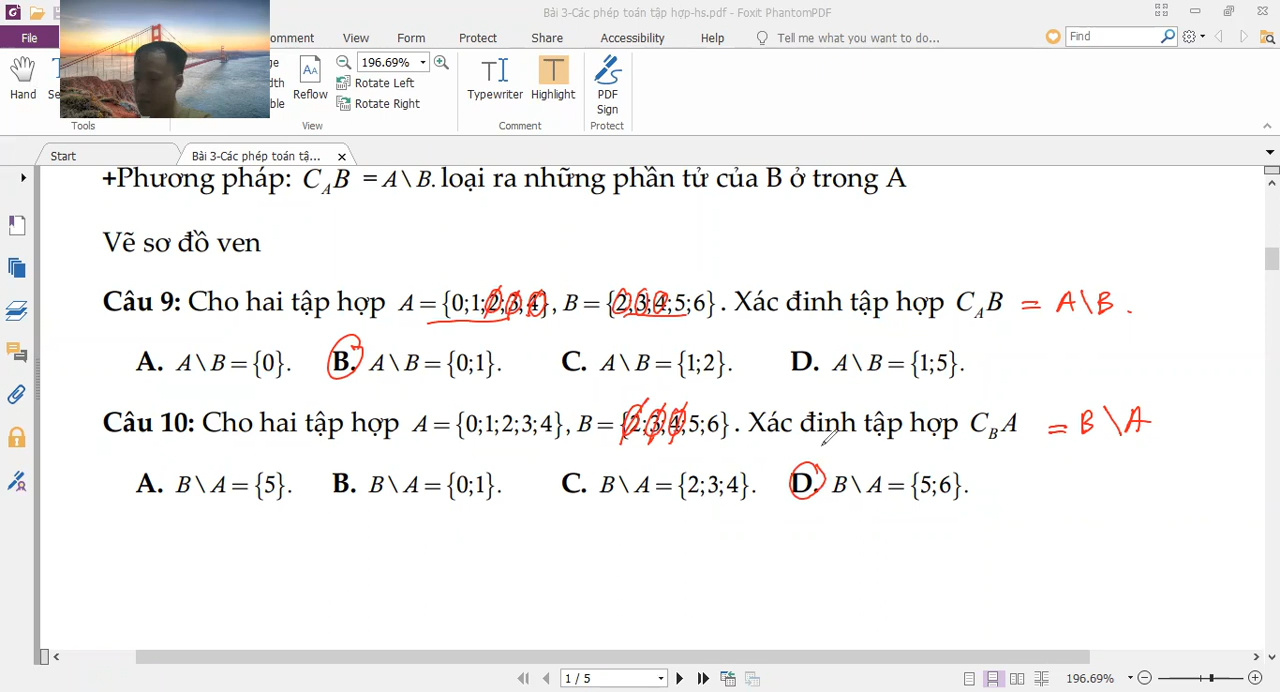 Bài 3-Các phép toán tập hợp-hs.pdf - Foxit PhantomPDF
File omment View Form Protect Share Accessibility Help Tell me what you want to do... Find
Hand Reflow 196.69% Rotate Left Rotate Right Typewriter Highlight PDF Sign
Tools View Comment Protect
Start Bài 3-Các phép toán tậ... x
+Phương pháp: C_A B = A \ B. loại ra những phần tử của B ở trong A
Vẽ sơ đồ ven
Câu 9: Cho hai tập hợp A = {0;1;2;3;4}, B = {2;3;4;5;6}. Xác đinh tập hợp C_A B = A\B.
A. A \ B = {0}. B. A \ B = {0;1}. C. A \ B = {1;2}. D. A \ B = {1;5}.
Câu 10: Cho hai tập hợp A = {0;1;2;3;4}, B = {2;3;4;5;6}. Xác đinh tập hợp C_B A = B \ A
A. B \ A = {5}. B. B \ A = {0;1}. C. B \ A = {2;3;4}. D. B \ A = {5;6}.
1 / 5 196.69%